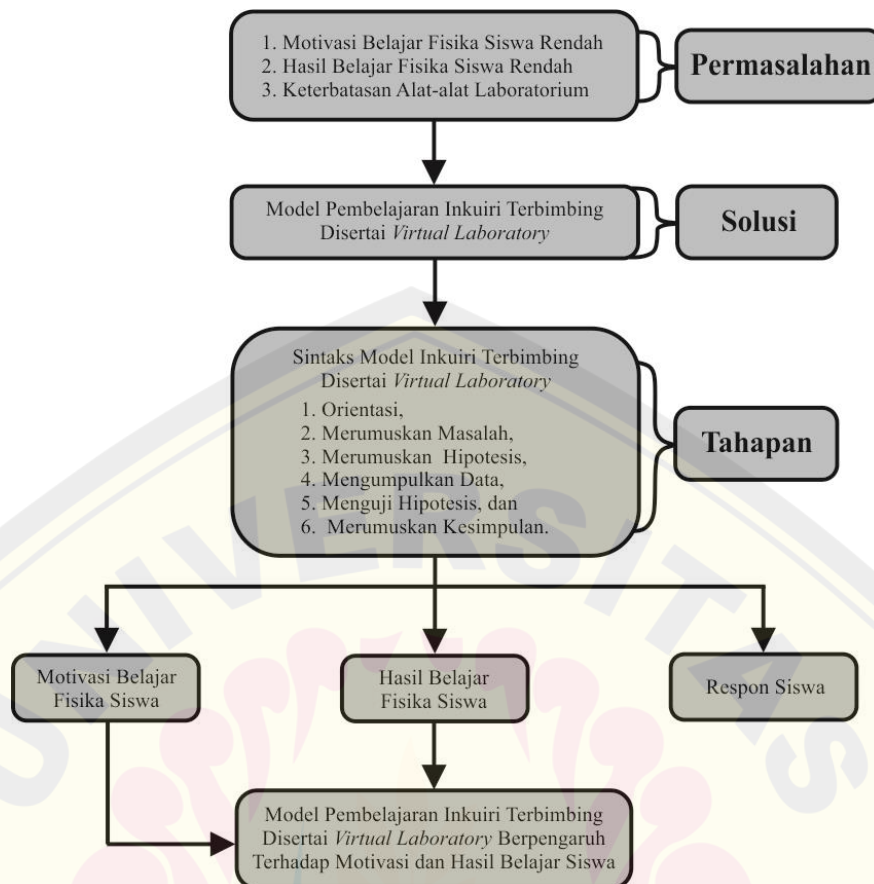 1. Motivasi Belajar Fisika Siswa Rendah
2. Hasil Belajar Fisika Siswa Rendah
3. Keterbatasan Alat-alat Laboratorium
Permasalahan
Model Pembelajaran Inkuiri Terbimbing
Disertai Virtual Laboratory
Solusi
Sintaks Model Inkuiri Terbimbing
Disertai Virtual Laboratory
1. Orientasi,
2. Merumuskan Masalah,
3. Merumuskan Hipotesis,
4. Mengumpulkan Data,
5. Menguji Hipotesis, dan
6. Merumuskan Kesimpulan.
Tahapan
Motivasi Belajar
Fisika Siswa
Hasil Belajar
Fisika Siswa
Respon Siswa
Model Pembelajaran Inkuiri Terbimbing
Disertai Virtual Laboratory Berpengaruh
Terhadap Motivasi dan Hasil Belajar Siswa
UNIVERSITAS